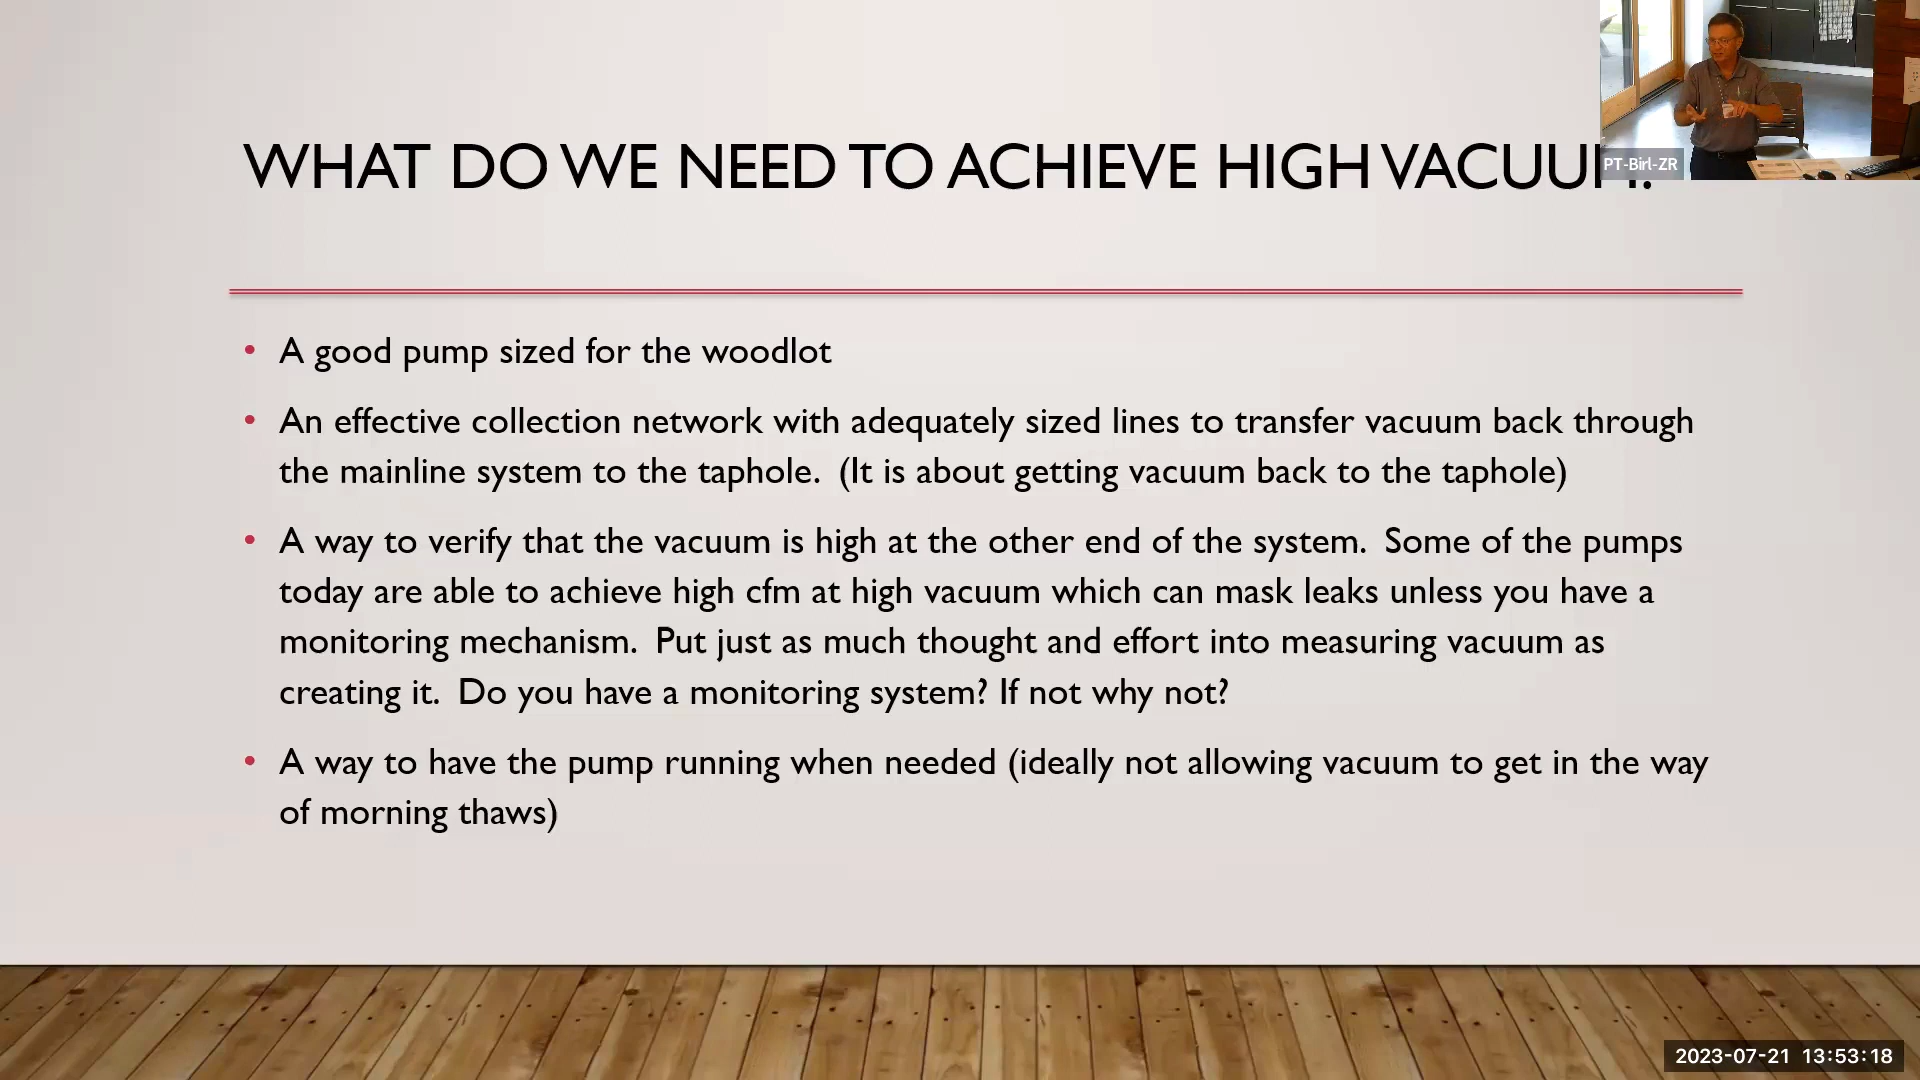 WHAT DO WE NEED TO ACHIEVE HIGH
PT-Birl-ZR
• A good pump sized for the woodlot
• An effective collection network with adequately sized lines to transfer vacuum back through
the mainline system to the taphole.  (It is about getting vacuum back to the taphole)
• A way to verify that the vacuum is high at the other end of the system.  Some of the pumps
today are able to achieve high cfm at high vacuum which can mask leaks unless you have a
monitoring mechanism.  Put just as much thought and effort into measuring vacuum as
creating it.  Do you have a monitoring system? If not why not?
• A way to have the pump running when needed (ideally not allowing vacuum to get in the way
of morning thaws)
2023-07-21 13:53:18